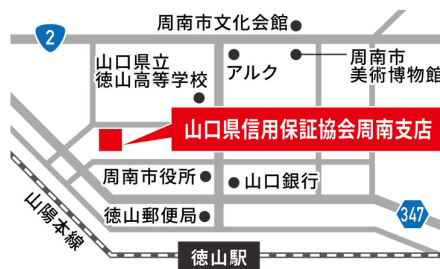 周南市文化会館
2
山口県立
徳山高等学校
アルク
周南市
美術博物館
山口県信用保証協会周南支店
周南市役所
山口銀行
徳山郵便局
347
山陽本線
徳山駅